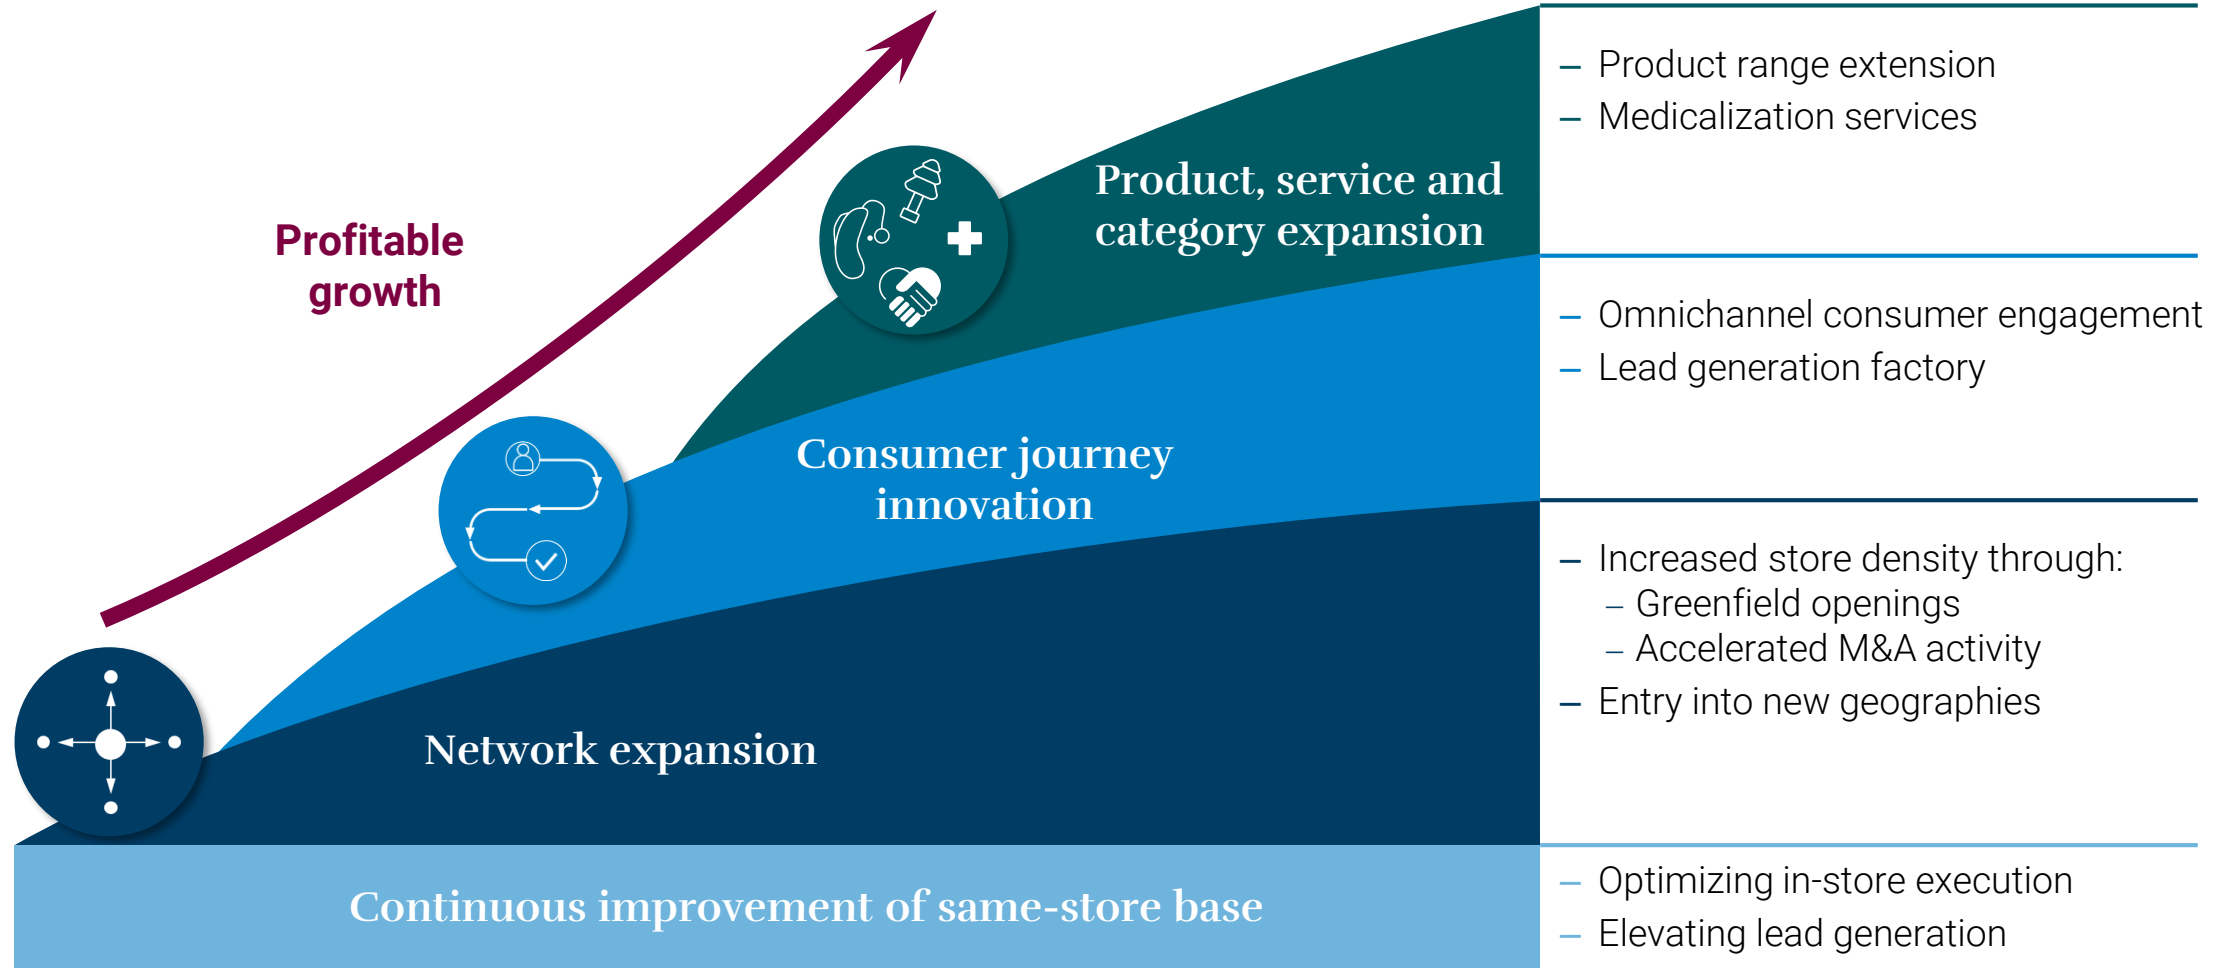 Profitable
growth
Product, service and
category expansion
– Product range extension
– Medicalization services
Consumer journey
innovation
– Omnichannel consumer engagement
– Lead generation factory
Network expansion
– Increased store density through:
– Greenfield openings
– Accelerated M&A activity
– Entry into new geographies
Continuous improvement of same-store base
– Optimizing in-store execution
– Elevating lead generation